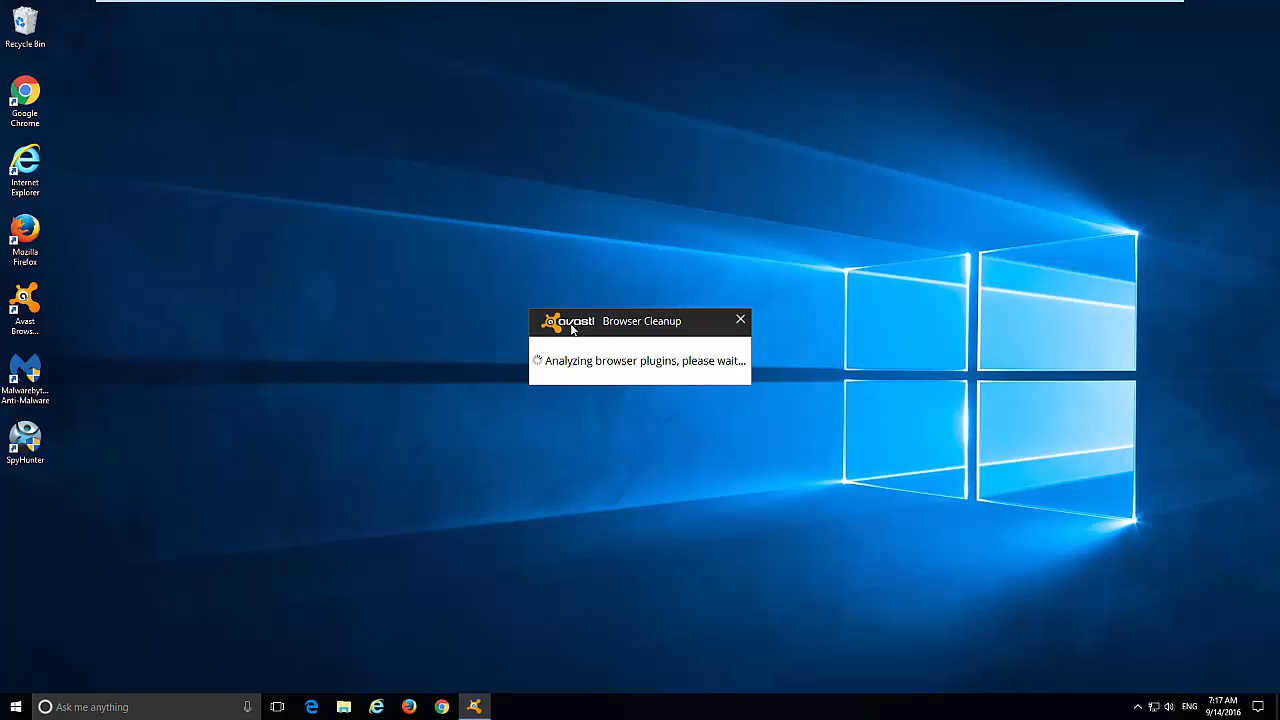 Recycle Bin
Google
Chrome
Internet
Explorer
Mozilla
Firefox
Avast
Brows...
Malwarebyt...
Anti-Malware
SpyHunter
avast! Browser Cleanup
Analyzing browser plugins, please wait...
Ask me anything
ENG
7:17 AM
9/14/2016